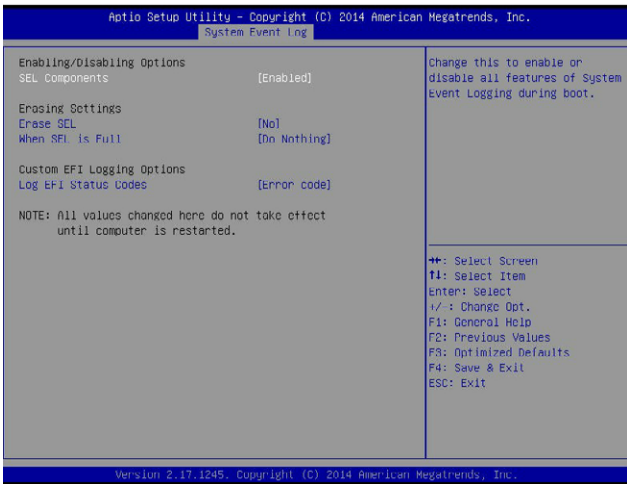 Aptio Setup Utility - Copyright (C) 2014 American Megatrends, Inc.
System Event Log
Enabling/Disabling Options
SEL Components [Enabled]
Erasing Settings
Erase SEL [No]
When SEL is Full [Do Nothing]
Custom EFI Logging Options
Log EFI Status Codes [Error code]
NOTE: All values changed here do not take effect
until computer is restarted.
Change this to enable or
disable all features of System
Event Logging during boot.
→←: Select Screen
↑↓: Select Item
Enter: Select
+/-: Change Opt.
F1: General Help
F2: Previous Values
F3: Optimized Defaults
F4: Save & Exit
ESC: Exit
Version 2.17.1245. Copyright (C) 2014 American Megatrends, Inc.